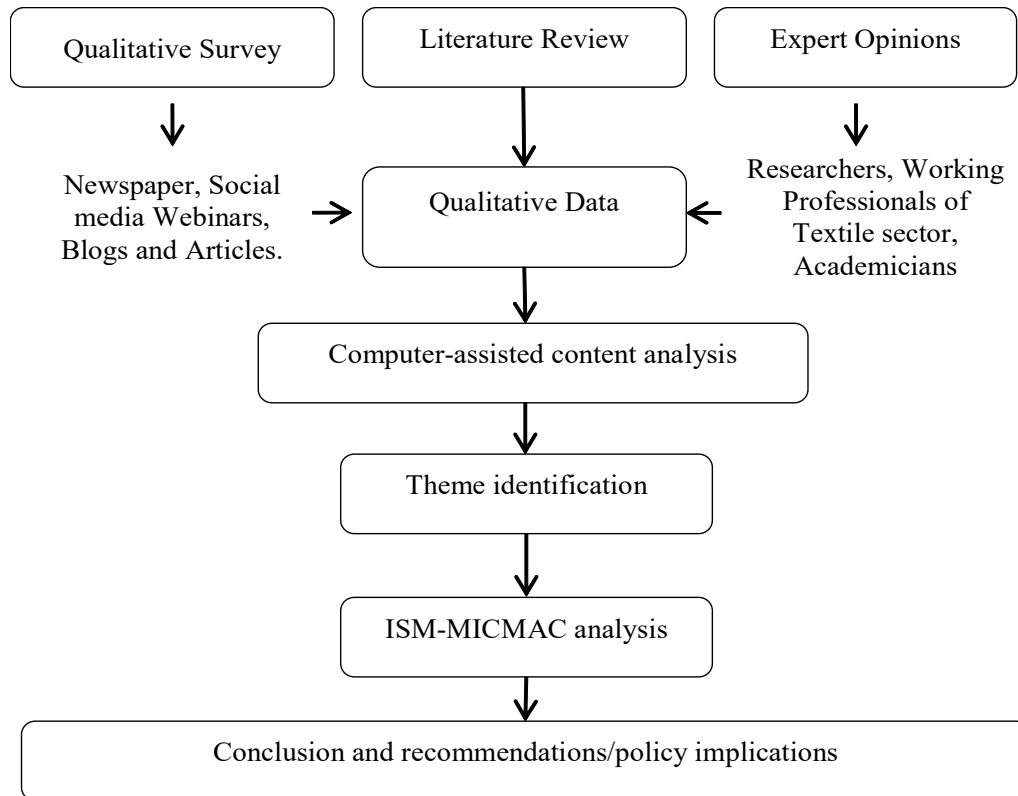 Qualitative Survey
Literature Review
Expert Opinions
Newspaper, Social
media Webinars,
Blogs and Articles.
Qualitative Data
Researchers, Working
Professionals of
Textile sector,
Academicians
Computer-assisted content analysis
Theme identification
ISM-MICMAC analysis
Conclusion and recommendations/policy implications